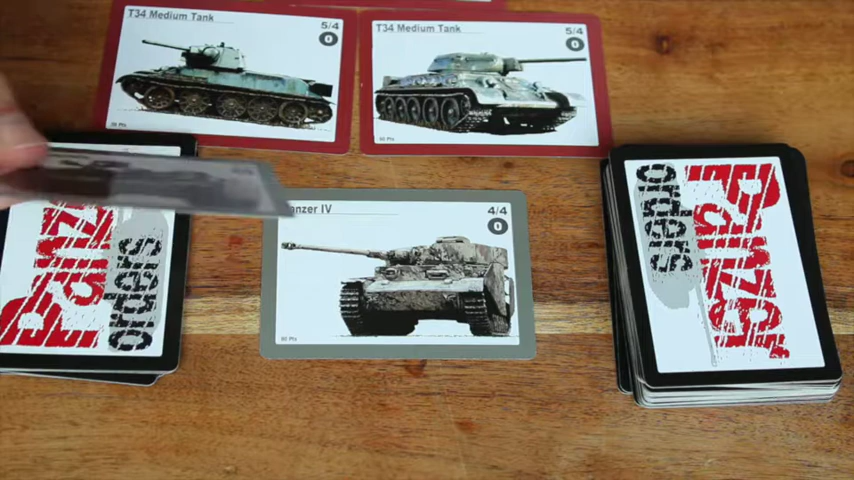 T34 Medium Tank
5/4
0
T34 Medium Tank
5/4
0
anzer IV
4/4
0
Panzer
orders
Panzer
orders